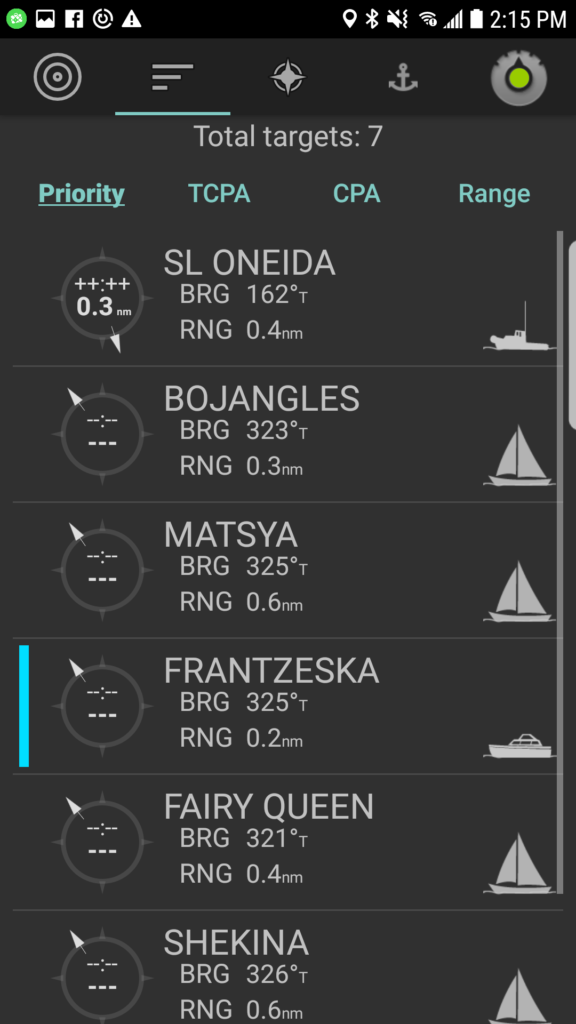 2:15 PM
Total targets: 7
Priority TCPA CPA Range
SL ONEIDA
++:++
0.3 nm
BRG 162°T
RNG 0.4nm
BOJANGLES
--:--
---
BRG 323°T
RNG 0.3nm
MATSYA
--:--
---
BRG 325°T
RNG 0.6nm
FRANTZESKA
--:--
---
BRG 325°T
RNG 0.2nm
FAIRY QUEEN
--:--
---
BRG 321°T
RNG 0.4nm
SHEKINA
--:--
---
BRG 326°T
RNG 0.6nm